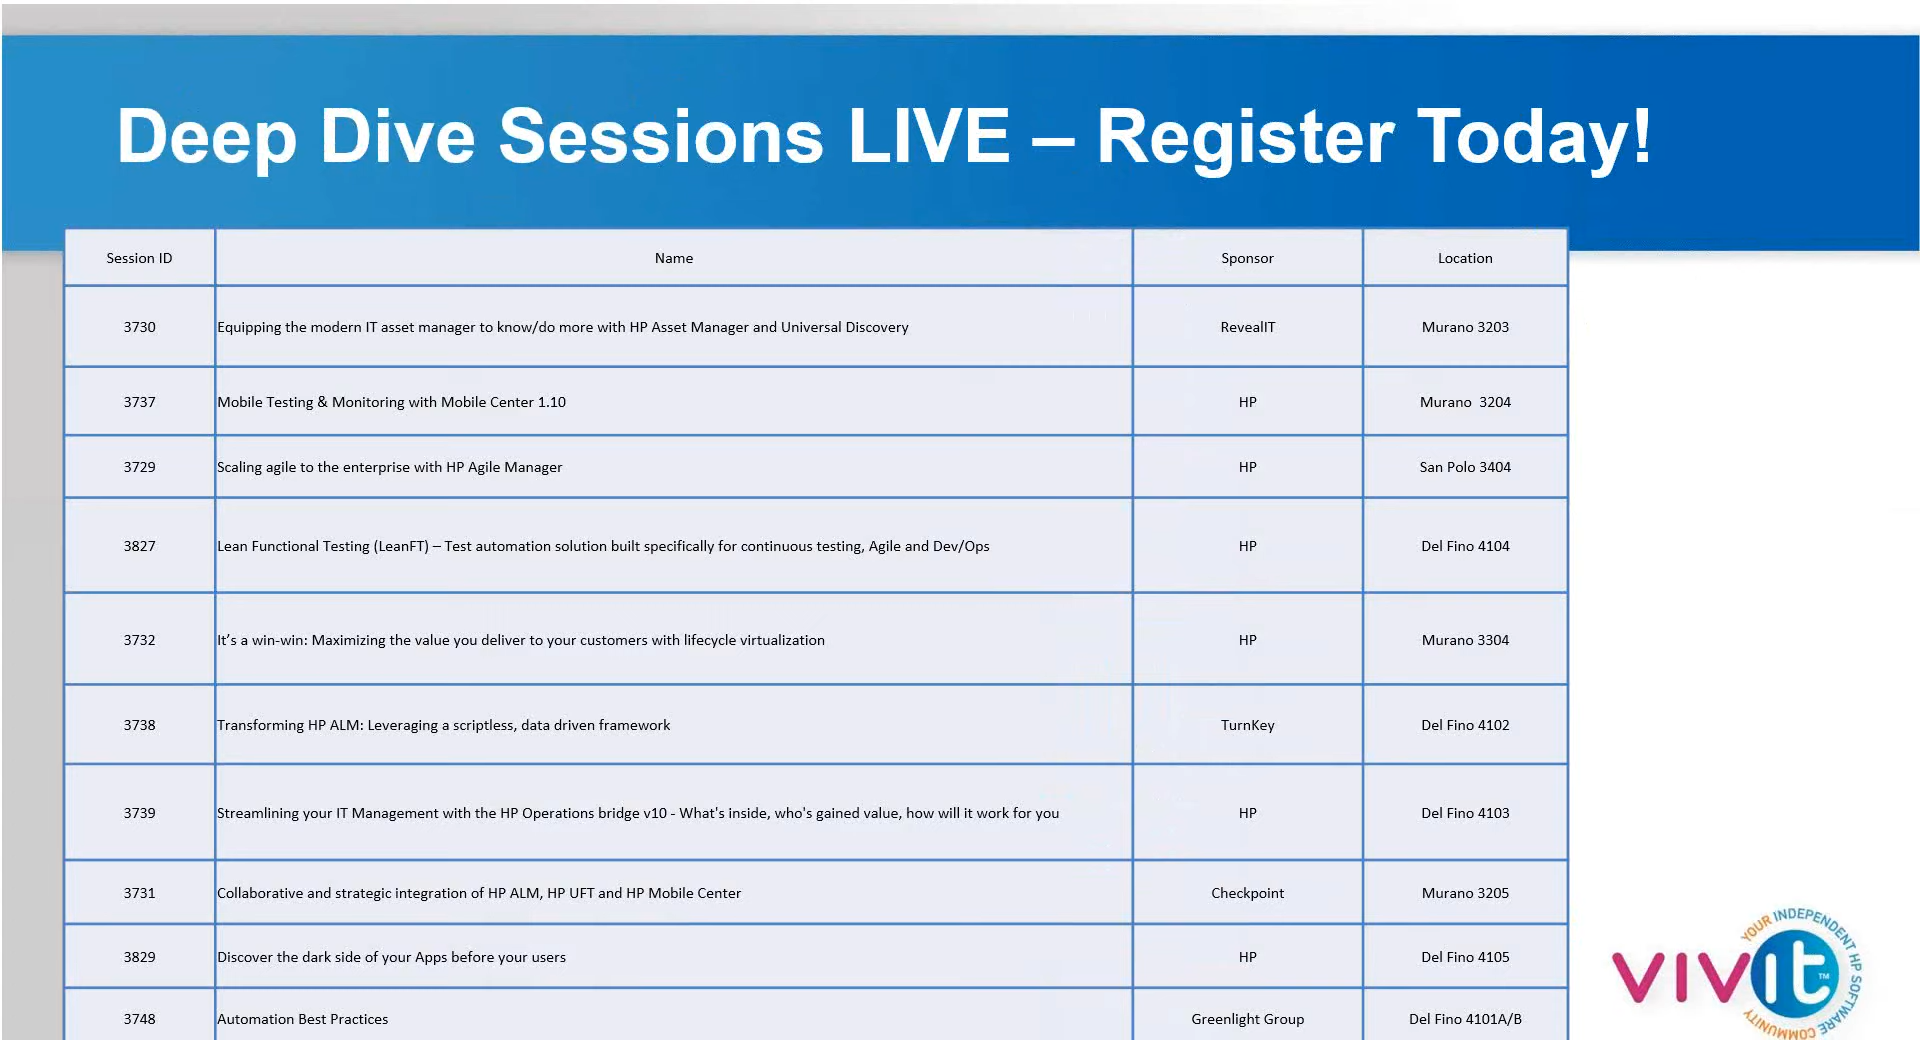 Deep Dive Sessions LIVE – Register Today!
Session ID Name Sponsor Location
3730 Equipping the modern IT asset manager to know/do more with HP Asset Manager and Universal Discovery RevealIT Murano 3203
3737 Mobile Testing & Monitoring with Mobile Center 1.10 HP Murano  3204
3729 Scaling agile to the enterprise with HP Agile Manager HP San Polo 3404
3827 Lean Functional Testing (LeanFT) – Test automation solution built specifically for continuous testing, Agile and Dev/Ops HP Del Fino 4104
3732 It’s a win-win: Maximizing the value you deliver to your customers with lifecycle virtualization HP Murano 3304
3738 Transforming HP ALM: Leveraging a scriptless, data driven framework TurnKey Del Fino 4102
3739 Streamlining your IT Management with the HP Operations bridge v10 - What's inside, who's gained value, how will it work for you HP Del Fino 4103
3731 Collaborative and strategic integration of HP ALM, HP UFT and HP Mobile Center Checkpoint Murano 3205
3829 Discover the dark side of your Apps before your users HP Del Fino 4105
3748 Automation Best Practices Greenlight Group Del Fino 4101A/B
VIVit™
YOUR INDEPENDENT HP SOFTWARE COMMUNITY